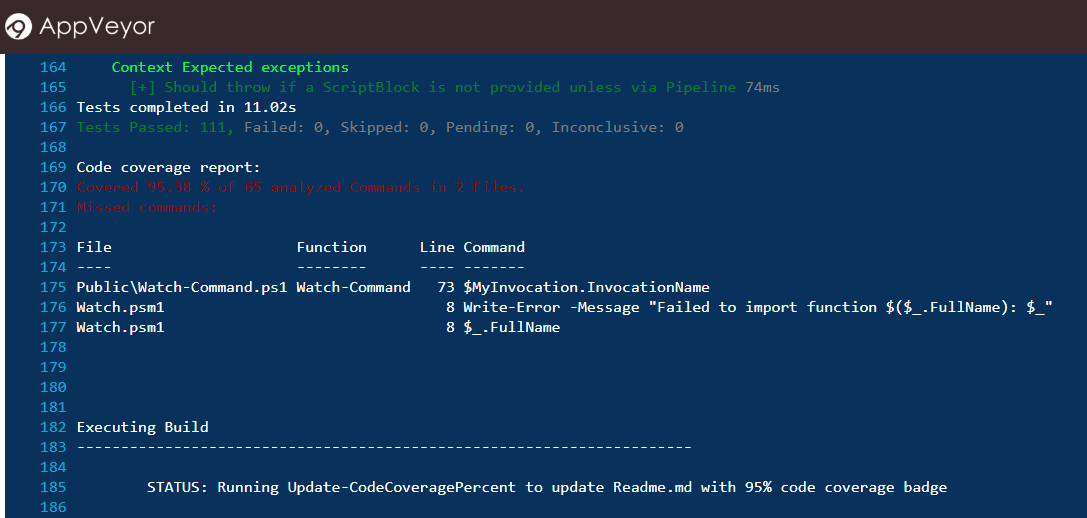 AppVeyor
164 Context Expected exceptions
165 [+] Should throw if a ScriptBlock is not provided unless via Pipeline 74ms
166 Tests completed in 11.02s
167 Tests Passed: 111, Failed: 0, Skipped: 0, Pending: 0, Inconclusive: 0
168
169 Code coverage report:
170 Covered 95.38 % of 65 analyzed Commands in 2 Files.
171 Missed commands:
172
173 File Function Line Command
174 ---- -------- ---- -------
175 Public\Watch-Command.ps1 Watch-Command 73 $MyInvocation.InvocationName
176 Watch.psm1 8 Write-Error -Message "Failed to import function $($_.FullName): $_"
177 Watch.psm1 8 $_.FullName
178
179
180
181
182 Executing Build
183 ----------------------------------------------------------------------
184
185 STATUS: Running Update-CodeCoveragePercent to update Readme.md with 95% code coverage badge
186